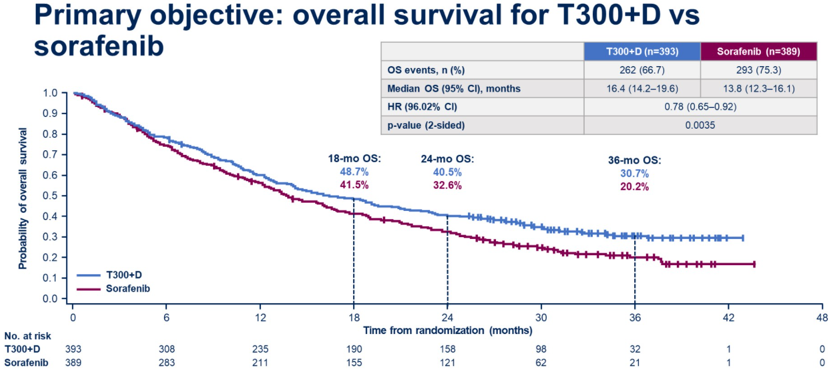 Primary objective: overall survival for T300+D vs
sorafenib
T300+D (n=393) Sorafenib (n=389)
OS events, n (%) 262 (66.7) 293 (75.3)
Median OS (95% CI), months 16.4 (14.2–19.6) 13.8 (12.3–16.1)
HR (96.02% CI) 0.78 (0.65–0.92)
p-value (2-sided) 0.0035
Probability of overall survival
1.0
0.9
0.8
0.7
0.6
0.5
0.4
0.3
0.2
0.1
0.0
18-mo OS: 24-mo OS: 36-mo OS:
48.7% 40.5% 30.7%
41.5% 32.6% 20.2%
T300+D
Sorafenib
0 6 12 18 24 30 36 42 48
Time from randomization (months)
No. at risk
T300+D 393 308 235 190 158 98 32 1 0
Sorafenib 389 283 211 155 121 62 21 1 0